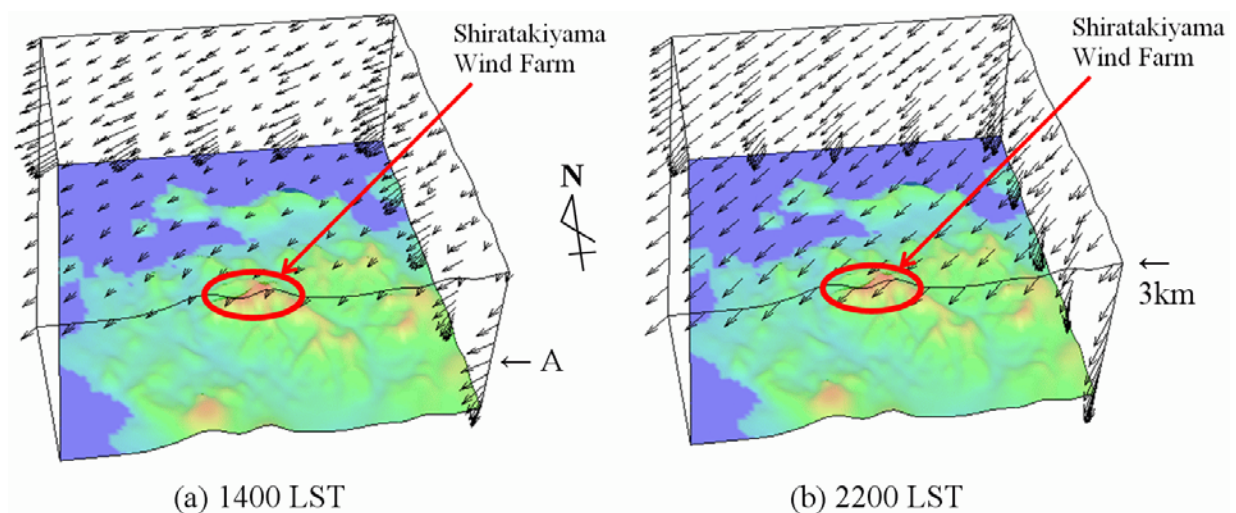 Shiratakiyama
Wind Farm
Shiratakiyama
Wind Farm
N
←
3km
← A
(a) 1400 LST
(b) 2200 LST